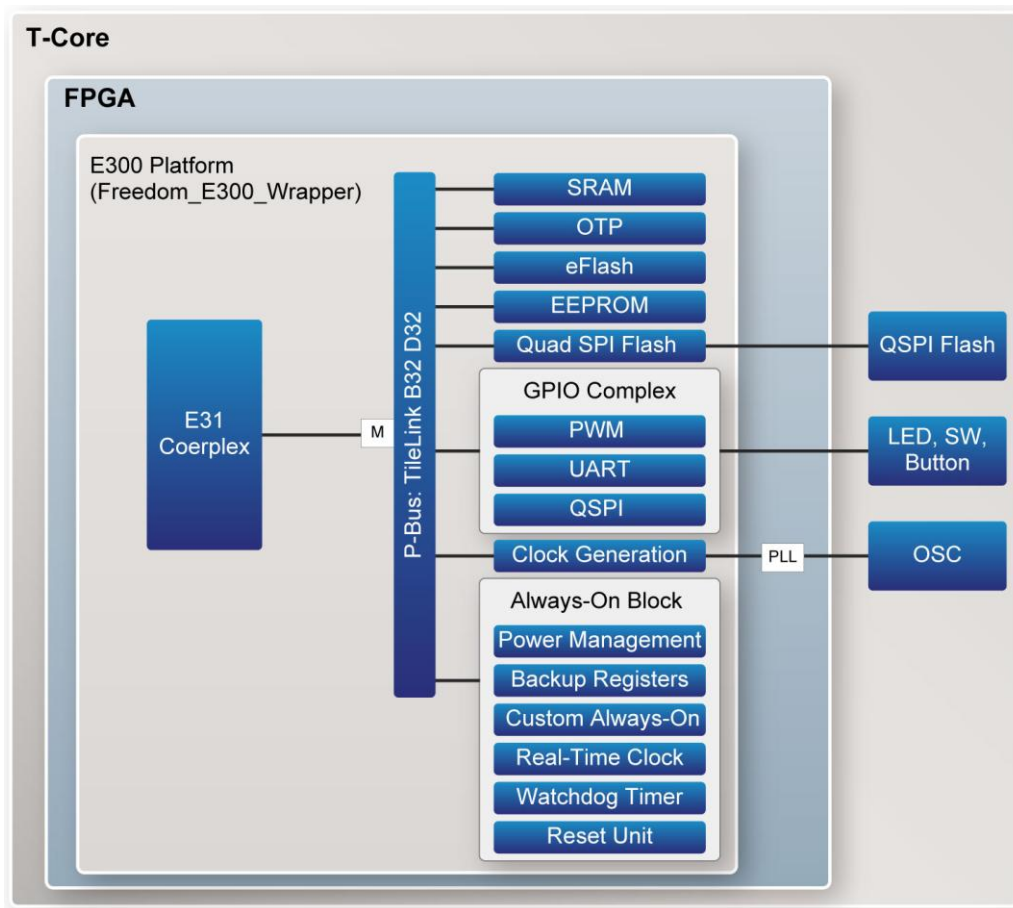 T-Core
FPGA
E300 Platform
(Freedom_E300_Wrapper)
E31
Coerplex
M
P-Bus: TileLink B32 D32
SRAM
OTP
eFlash
EEPROM
Quad SPI Flash
GPIO Complex
PWM
UART
QSPI
Clock Generation
Always-On Block
Power Management
Backup Registers
Custom Always-On
Real-Time Clock
Watchdog Timer
Reset Unit
PLL
QSPI Flash
LED, SW,
Button
OSC